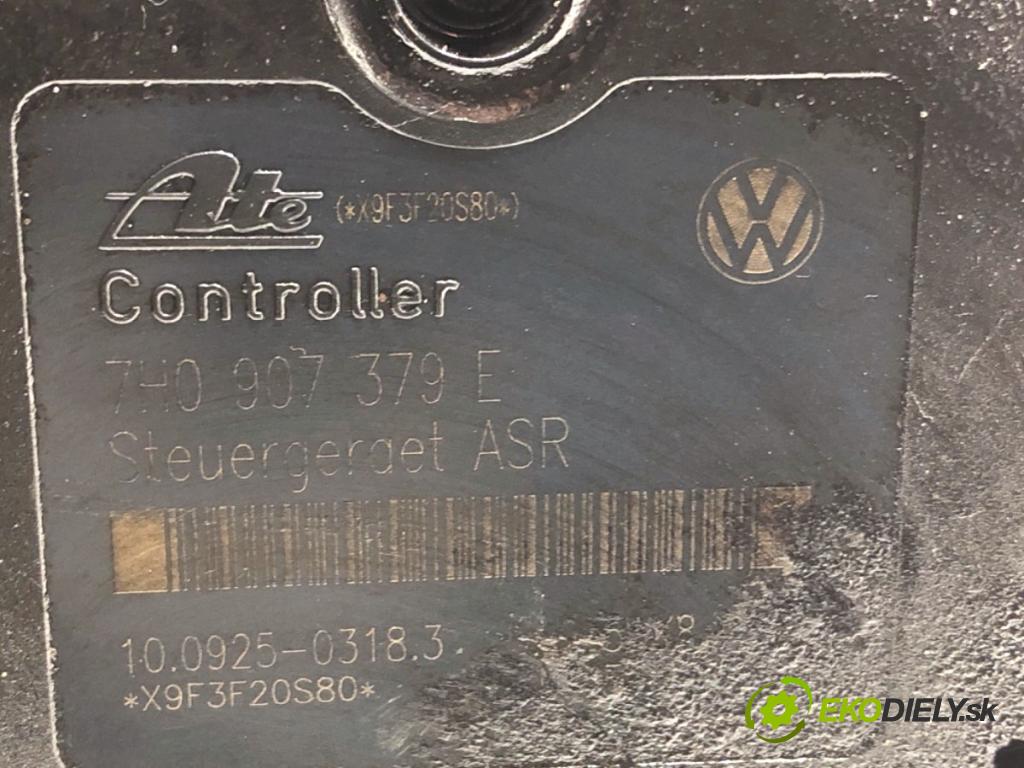 Ate (*X9F3F20S80*)
Controller
7H0 907 379 E
Steuergeraet ASR
10.0925-0318.3
*X9F3F20S80*
EKODIELY.sk